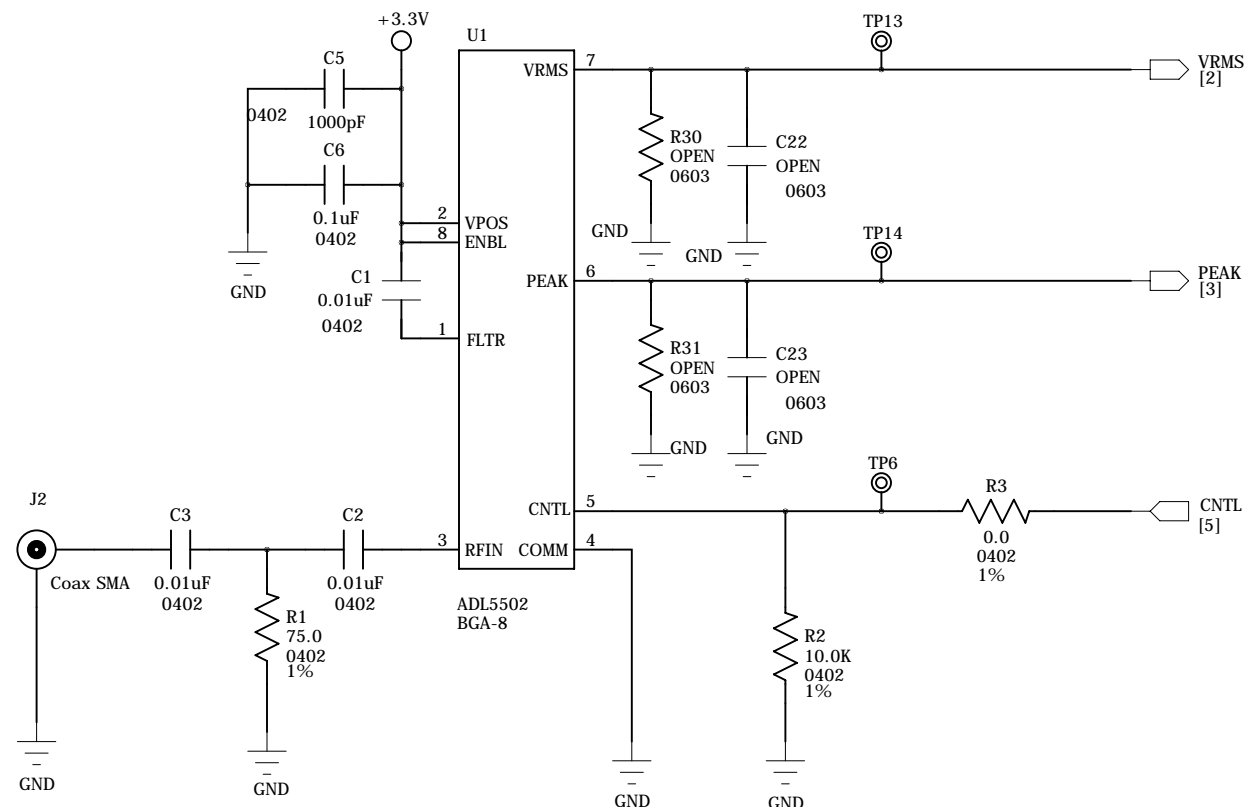 +3.3V
C5
0402
1000pF
C6
0.1uF
0402
GND
C1
0.01uF
0402
U1
VRMS
7
2
VPOS
8
ENBL
PEAK
6
1
FLTR
CNTL
5
3
RFIN
COMM
4
ADL5502
BGA-8
TP13
VRMS
[2]
R30
OPEN
0603
C22
OPEN
0603
GND
GND
TP14
PEAK
[3]
R31
OPEN
0603
C23
OPEN
0603
GND
GND
TP6
R3
0.0
0402
1%
CNTL
[5]
J2
Coax SMA
C3
0.01uF
0402
C2
0.01uF
0402
R1
75.0
0402
1%
R2
10.0K
0402
1%
GND
GND
GND
GND